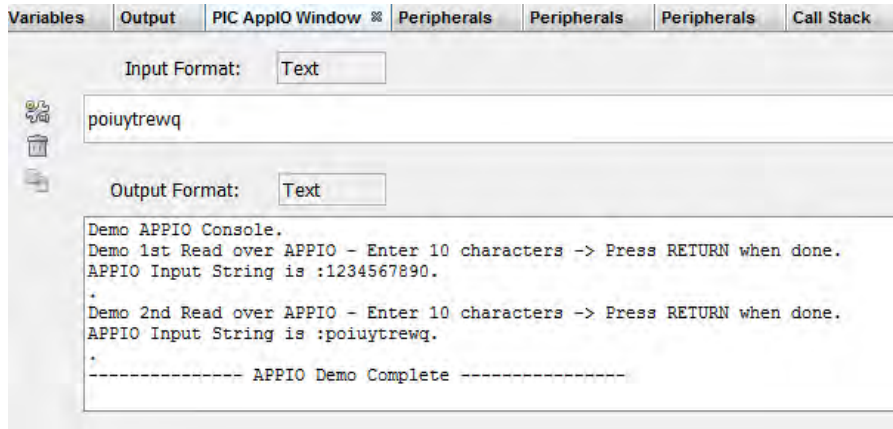 Variables Output PIC AppIO Window Peripherals Peripherals Peripherals Call Stack
Input Format: Text
poiuytrewq
Output Format: Text
Demo APPIO Console.
Demo 1st Read over APPIO - Enter 10 characters -> Press RETURN when done.
APPIO Input String is :1234567890.
.
Demo 2nd Read over APPIO - Enter 10 characters -> Press RETURN when done.
APPIO Input String is :poiuytrewq.
.
--------------- APPIO Demo Complete ----------------